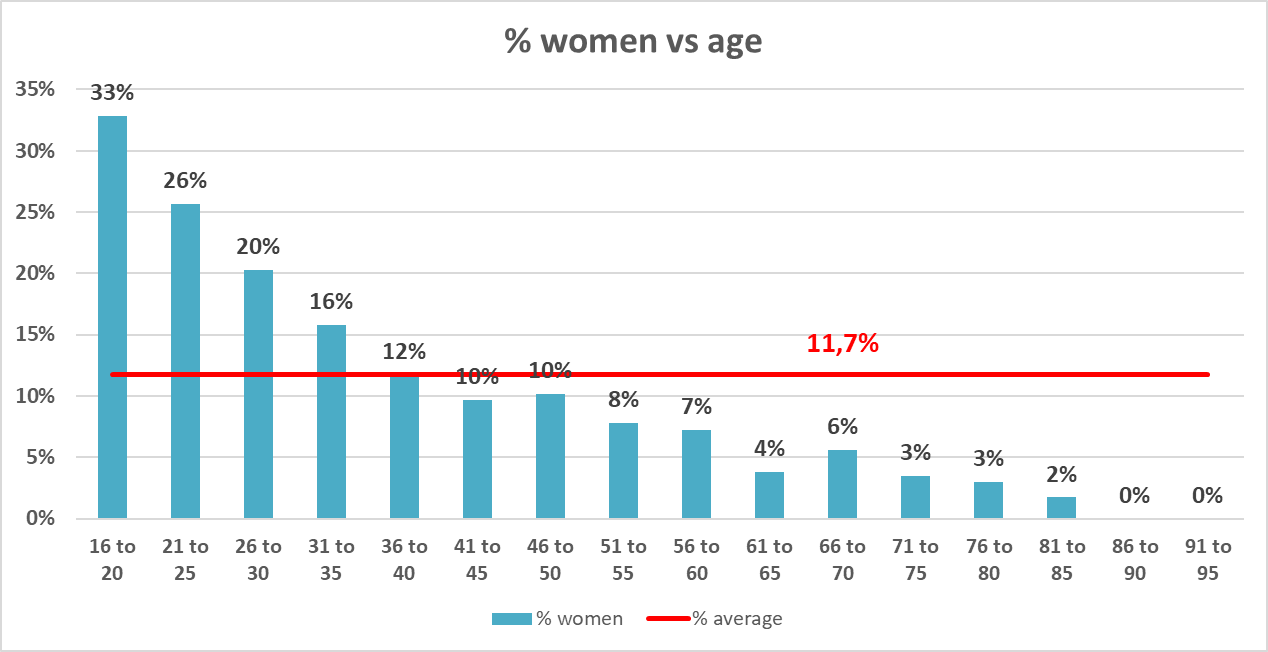 % women vs age
35%
30%
25%
20%
15%
10%
5%
0%
33%
26%
20%
16%
12%
10%
10%
8%
7%
4%
6%
3%
3%
2%
0%
0%
11,7%
16 to 20
21 to 25
26 to 30
31 to 35
36 to 40
41 to 45
46 to 50
51 to 55
56 to 60
61 to 65
66 to 70
71 to 75
76 to 80
81 to 85
86 to 90
91 to 95
% women
% average